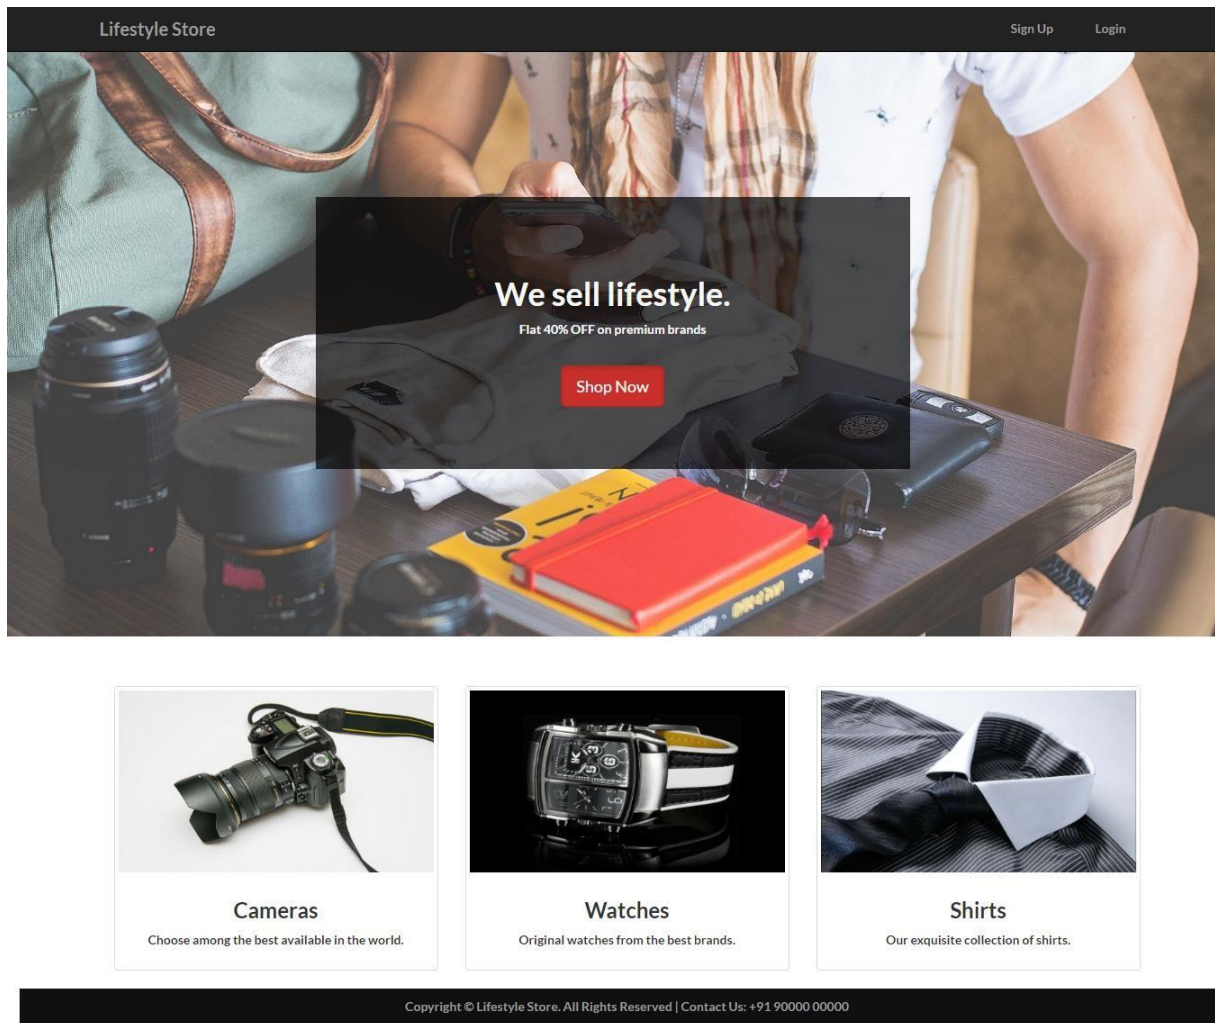 Lifestyle Store
Sign Up Login
We sell lifestyle.
Flat 40% OFF on premium brands
Shop Now
Cameras
Choose among the best available in the world.
Watches
Original watches from the best brands.
Shirts
Our exquisite collection of shirts.
Copyright © Lifestyle Store. All Rights Reserved | Contact Us: +91 90000 00000